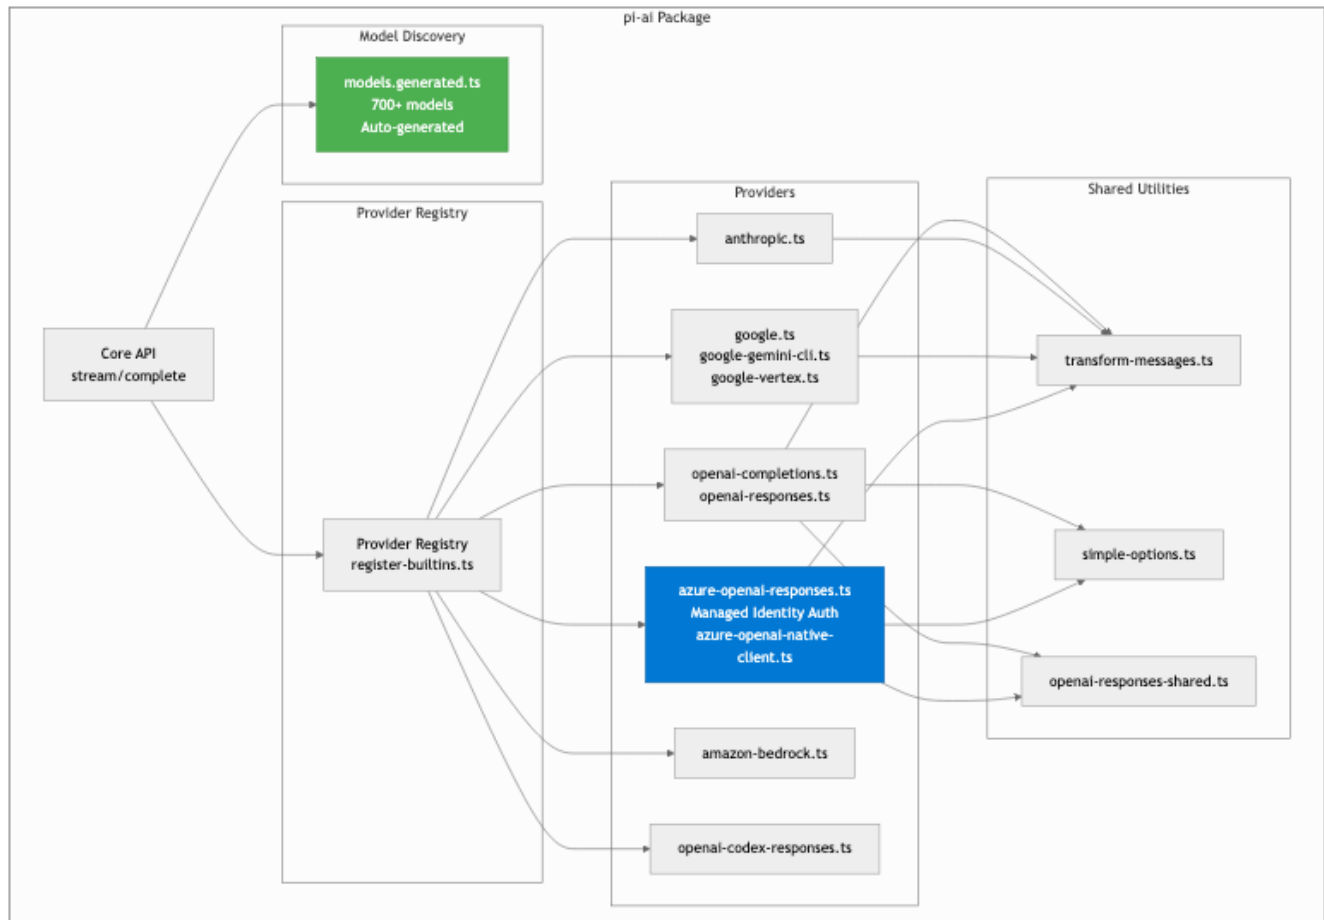 pi-ai Package
Model Discovery
models.generated.ts
700+ models
Auto-generated
Provider Registry
Core API
stream/complete
Provider Registry
register-builtins.ts
Providers
anthropic.ts
google.ts
google-gemini-cli.ts
google-vertex.ts
openai-completions.ts
openai-responses.ts
azure-openai-responses.ts
Managed Identity Auth
azure-openai-native-
client.ts
amazon-bedrock.ts
openai-codex-responses.ts
Shared Utilities
transform-messages.ts
simple-options.ts
openai-responses-shared.ts